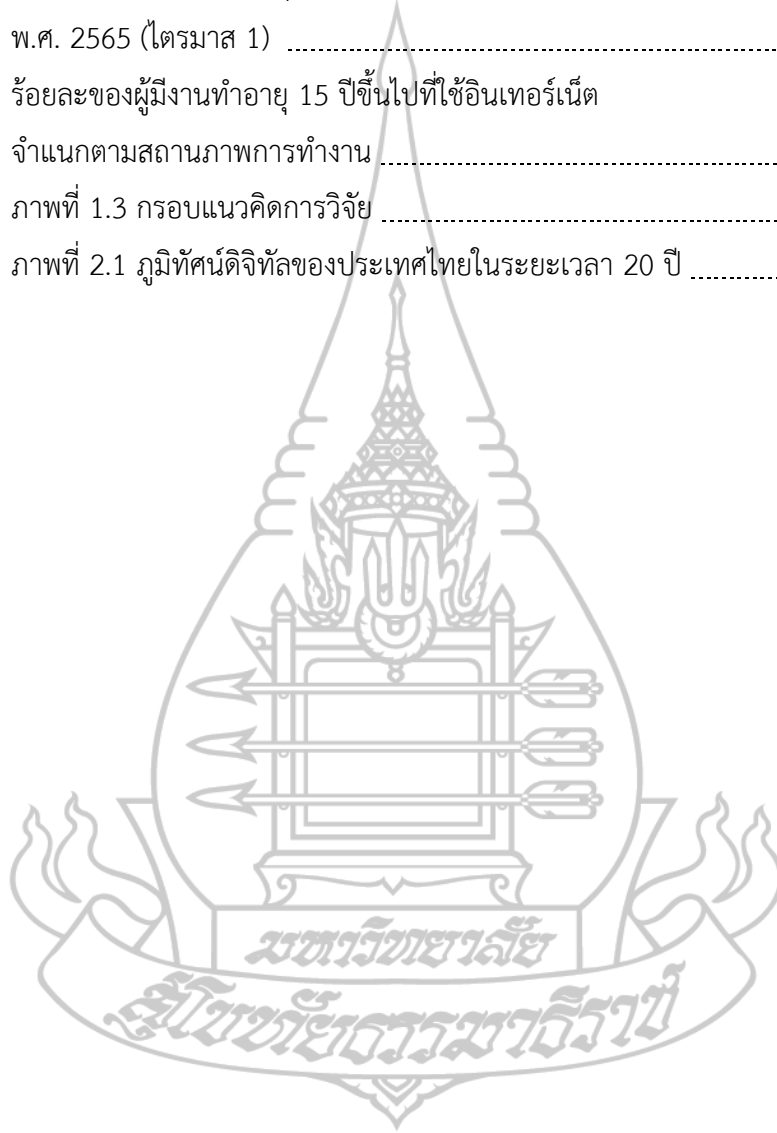 พ.ศ. 2565 (ไตรมาส 1)
ร้อยละของผู้มีงานทำอายุ 15 ปีขึ้นไปที่ใช้อินเทอร์เน็ต
จำแนกตามสถานภาพการทำงาน
ภาพที่ 1.3 กรอบแนวคิดการวิจัย
ภาพที่ 2.1 ภูมิทัศน์ดิจิทัลของประเทศไทยในระยะเวลา 20 ปี
มหาวิทยาลัย
สุโขทัยธรรมาธิราช